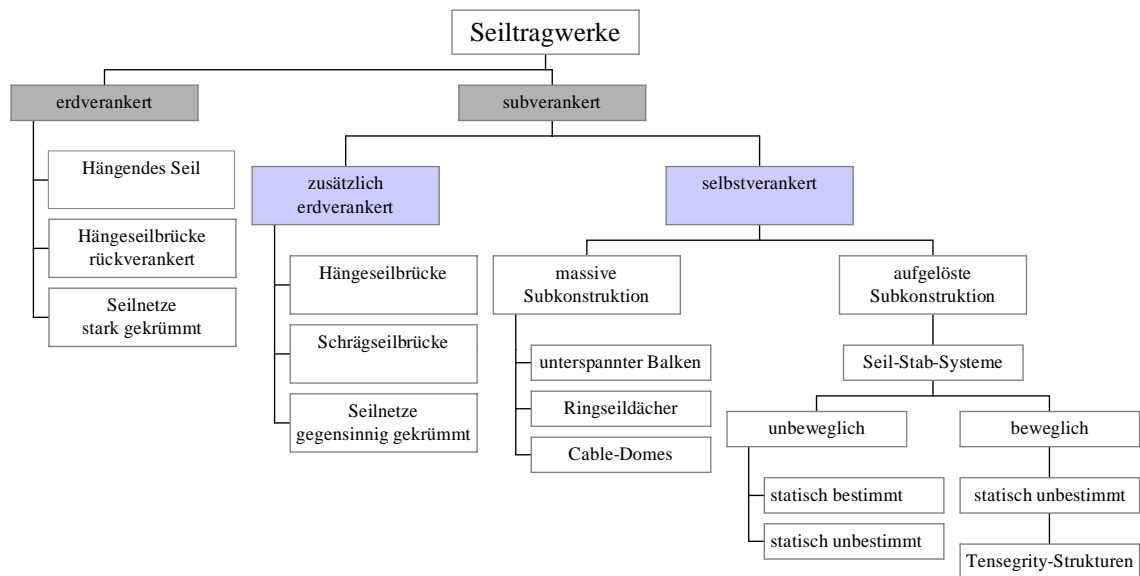 Seiltragwerke
erdverankert
subverankert
Hängendes Seil
Hängeseilbrücke
rückverankert
Seilnetze
stark gekrümmt
zusätzlich
erdverankert
selbstverankert
Hängeseilbrücke
Schrägseilbrücke
Seilnetze
gegensinnig gekrümmt
massive
Subkonstruktion
aufgelöste
Subkonstruktion
unterspannter Balken
Ringseildächer
Cable-Domes
Seil-Stab-Systeme
unbeweglich
beweglich
statisch bestimmt
statisch unbestimmt
statisch unbestimmt
Tensegrity-Strukturen